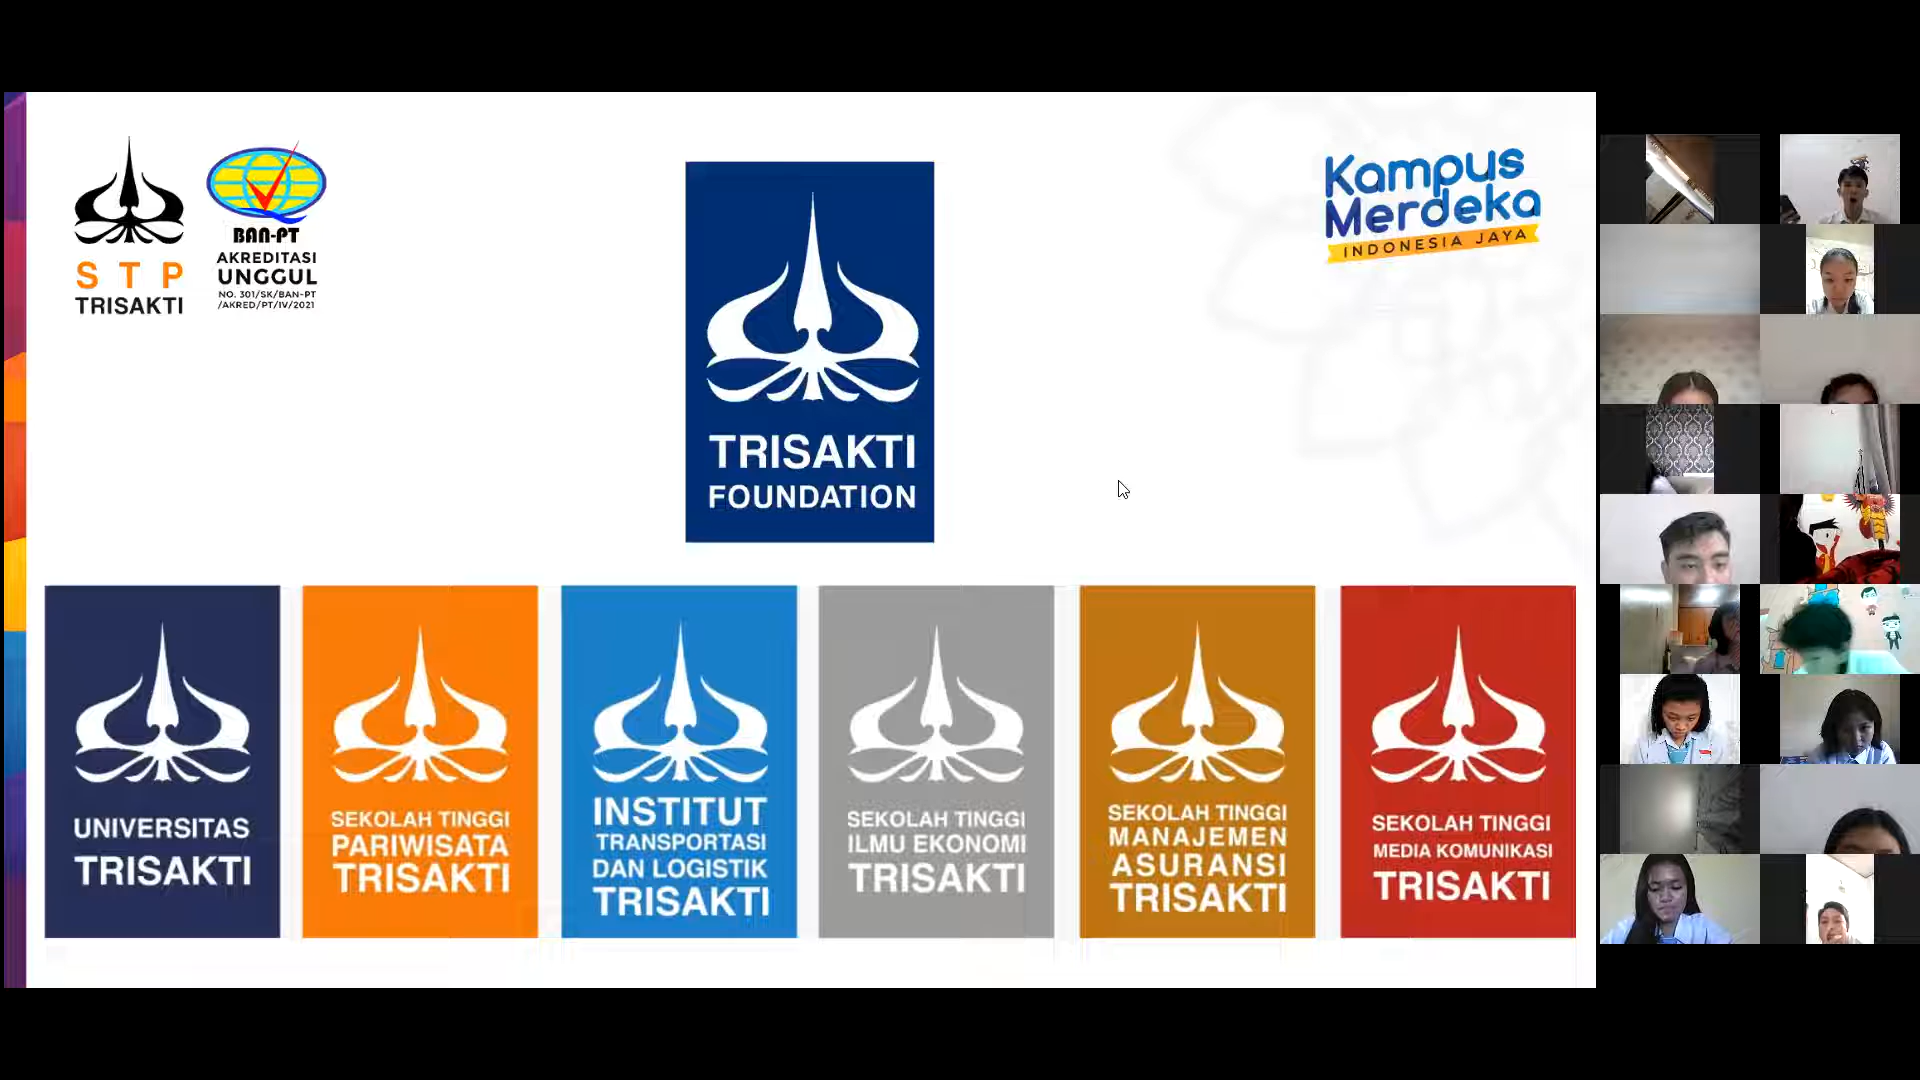 S T P
TRISAKTI
BAN-PT
AKREDITASI
UNGGUL
NO. 301/SK/BAN-PT
/AKRED/PT/IV/2021
TRISAKTI
FOUNDATION
Kampus
Merdeka
INDONESIA JAYA
UNIVERSITAS
TRISAKTI
SEKOLAH TINGGI
PARIWISATA
TRISAKTI
INSTITUT
TRANSPORTASI
DAN LOGISTIK
TRISAKTI
SEKOLAH TINGGI
ILMU EKONOMI
TRISAKTI
SEKOLAH TINGGI
MANAJEMEN
ASURANSI
TRISAKTI
SEKOLAH TINGGI
MEDIA KOMUNIKASI
TRISAKTI